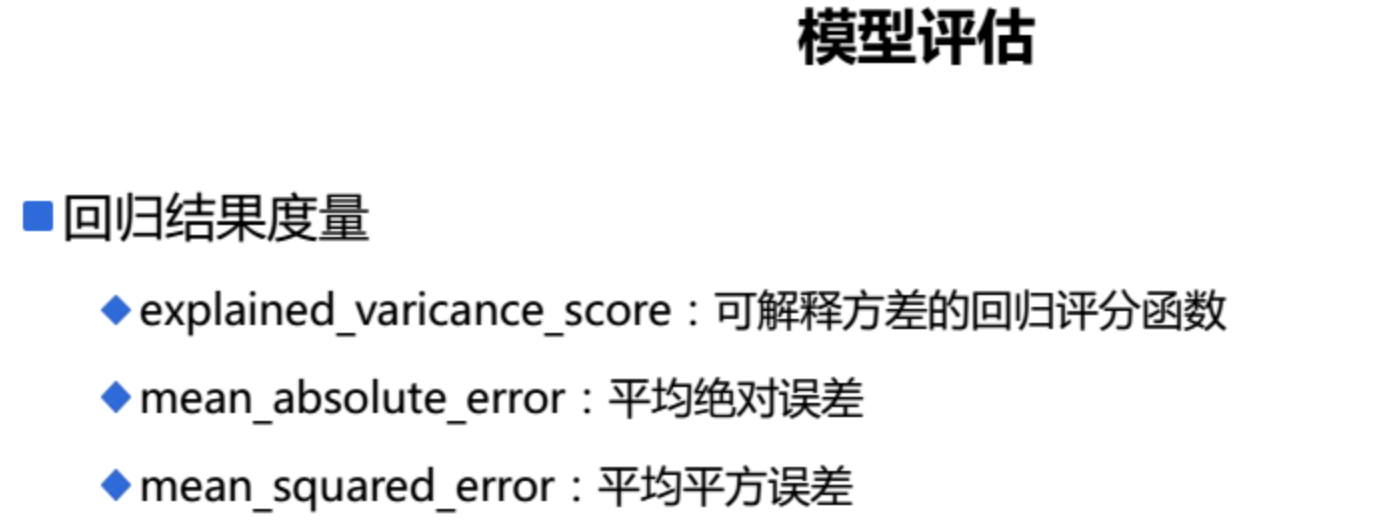 模型评估
回归结果度量
explained_varicance_score：可解释方差的回归评分函数
mean_absolute_error：平均绝对误差
mean_squared_error：平均平方误差